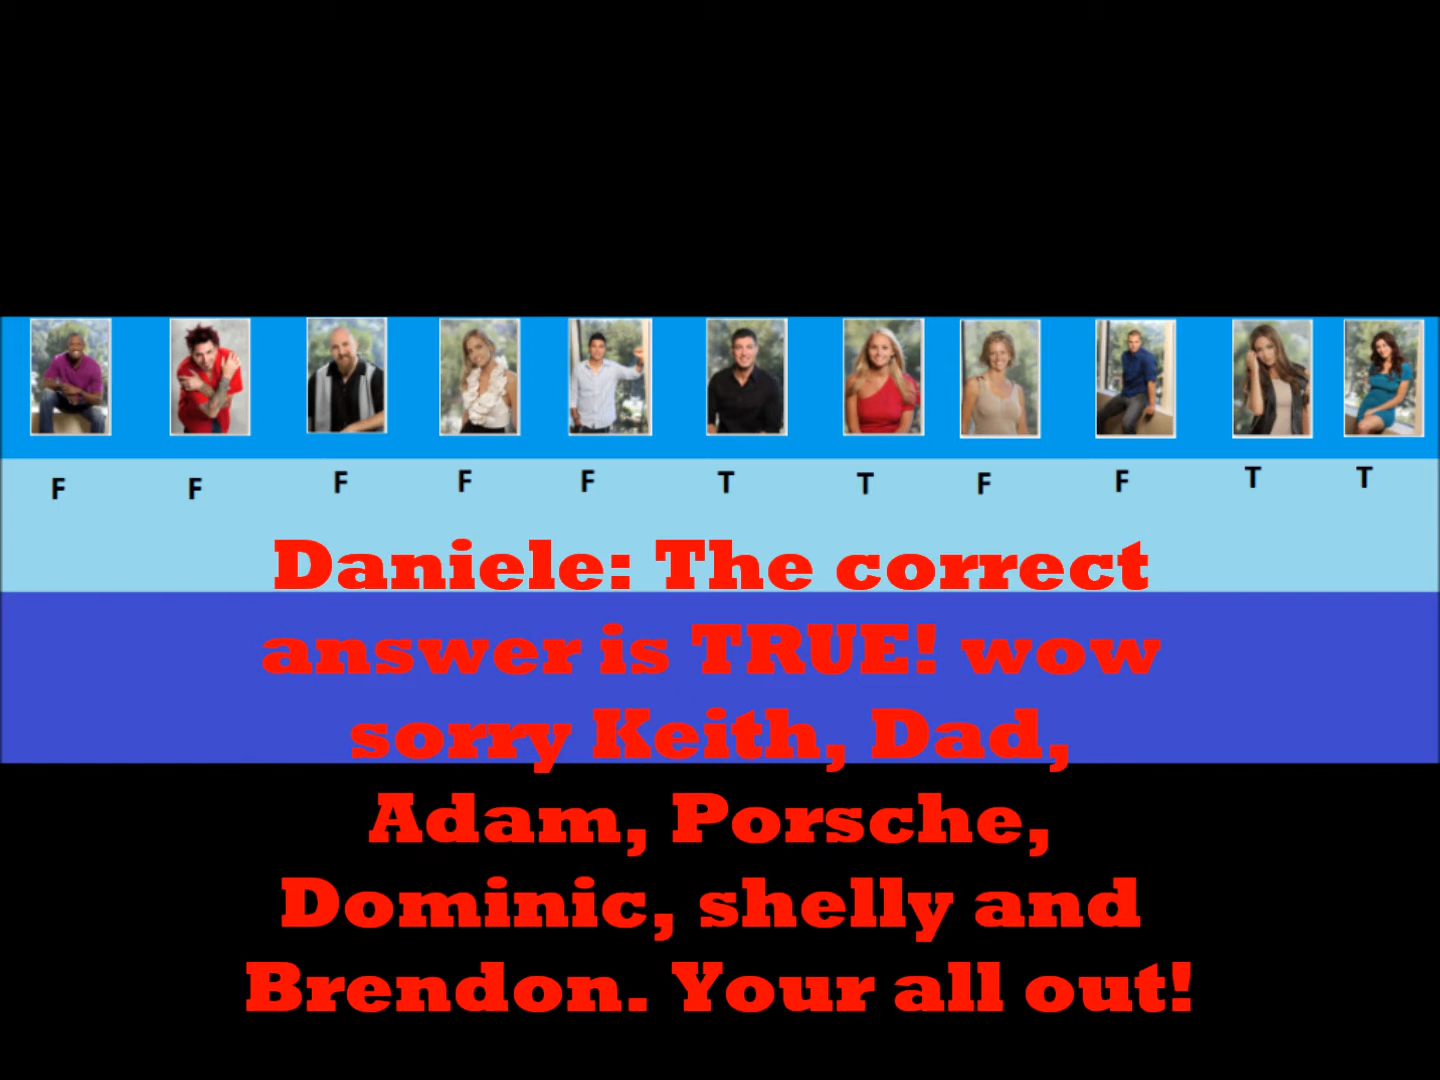 F F F F F T T F F T T
Daniele: The correct
answer is TRUE! wow
sorry Keith, Dad,
Adam, Porsche,
Dominic, shelly and
Brendon. Your all out!